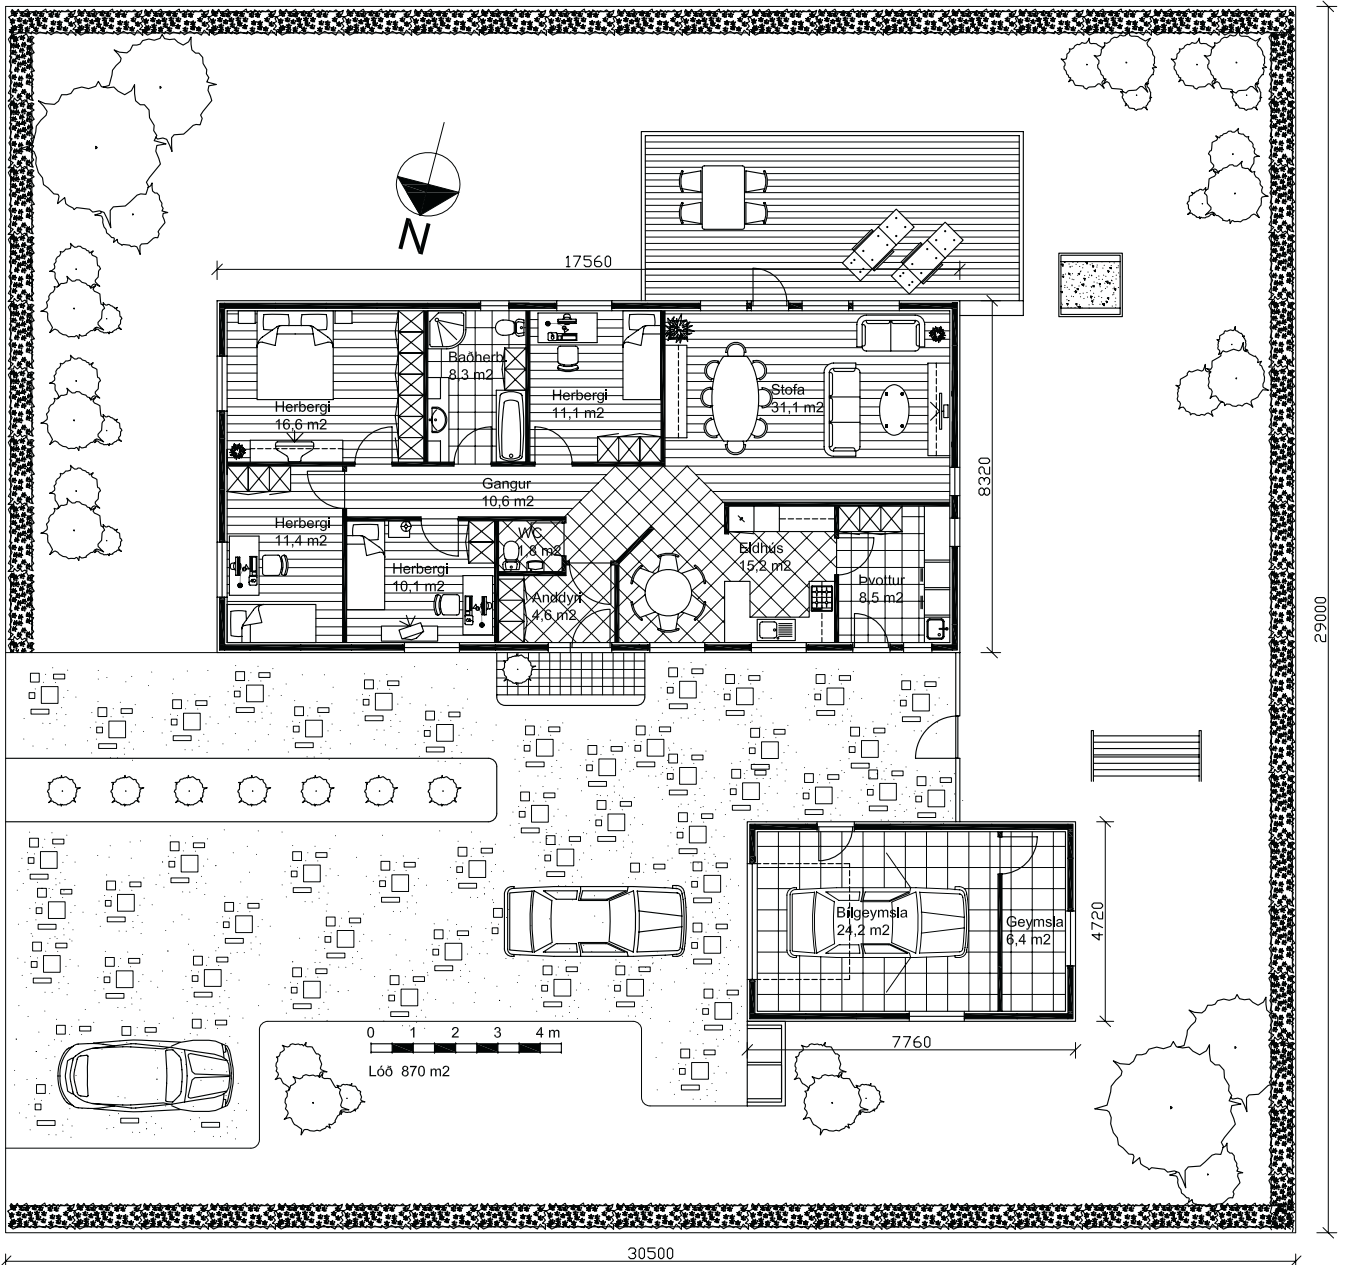 N
17560
Baðherb
8,3 m2
Herbergi
16,6 m2
Herbergi
11,1 m2
Stofa
31,1 m2
8320
Gangur
10,6 m2
Herbergi
11,4 m2
WC
1,8 m2
Eldhús
15,2 m2
Herbergi
10,1 m2
Anddyri
4,6 m2
Þvottur
8,5 m2
29000
Bílgeymsla
24,2 m2
Geymsla
6,4 m2
4720
0 1 2 3 4 m
Lóð 870 m2
7760
30500